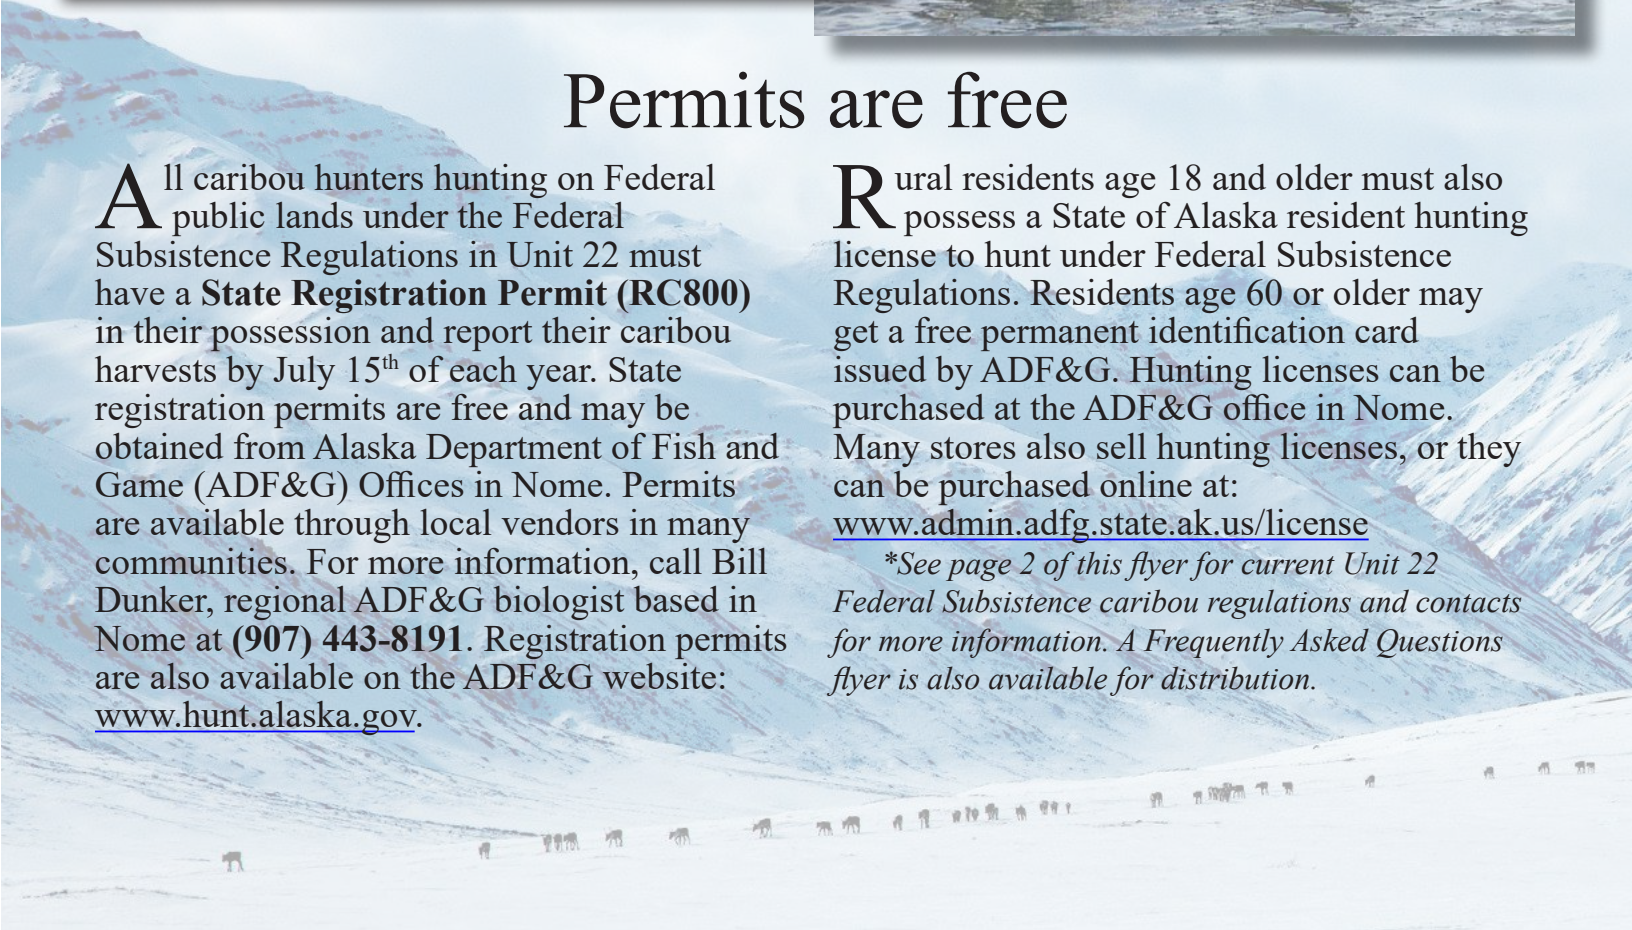 Permits are free
All caribou hunters hunting on Federal
public lands under the Federal
Subsistence Regulations in Unit 22 must
have a State Registration Permit (RC800)
in their possession and report their caribou
harvests by July 15th of each year. State
registration permits are free and may be
obtained from Alaska Department of Fish and
Game (ADF&G) Offices in Nome. Permits
are available through local vendors in many
communities. For more information, call Bill
Dunker, regional ADF&G biologist based in
Nome at (907) 443-8191. Registration permits
are also available on the ADF&G website:
www.hunt.alaska.gov.
Rural residents age 18 and older must also
possess a State of Alaska resident hunting
license to hunt under Federal Subsistence
Regulations. Residents age 60 or older may
get a free permanent identification card
issued by ADF&G. Hunting licenses can be
purchased at the ADF&G office in Nome.
Many stores also sell hunting licenses, or they
can be purchased online at:
www.admin.adfg.state.ak.us/license
*See page 2 of this flyer for current Unit 22
Federal Subsistence caribou regulations and contacts
for more information. A Frequently Asked Questions
flyer is also available for distribution.